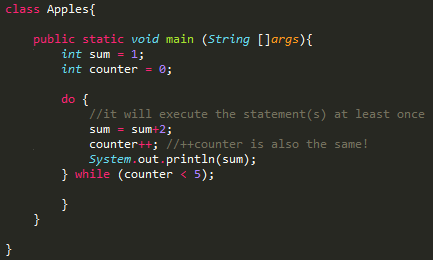 class Apples{
public static void main (String []args){
int sum = 1;
int counter = 0;
do {
//it will execute the statement(s) at least once
sum = sum+2;
counter++; //++counter is also the same!
System.out.println(sum);
} while (counter < 5);
}
}
}